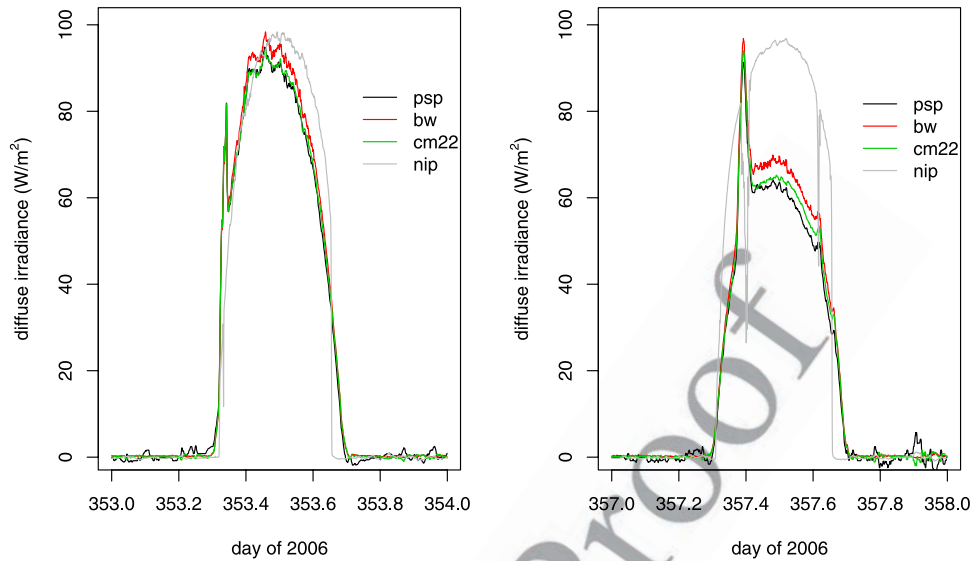 diffuse irradiance (W/m²)
100
80
60
40
20
0
psp
bw
cm22
nip
353.0 353.2 353.4 353.6 353.8 354.0
day of 2006
diffuse irradiance (W/m²)
100
80
60
40
20
0
psp
bw
cm22
nip
357.0 357.2 357.4 357.6 357.8 358.0
day of 2006
Proof